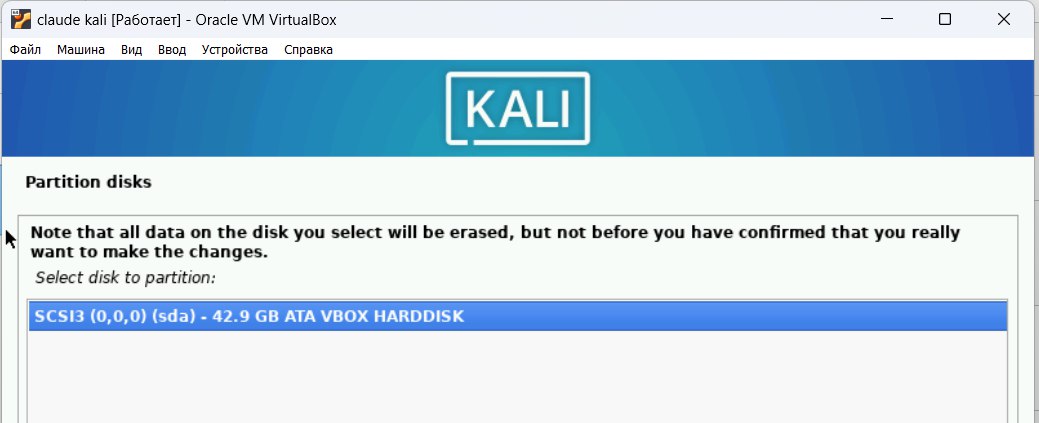 claude kali [Работает] - Oracle VM VirtualBox
Файл Машина Вид Ввод Устройства Справка
KALI
Partition disks
Note that all data on the disk you select will be erased, but not before you have confirmed that you really
want to make the changes.
Select disk to partition:
SCSI3 (0,0,0) (sda) - 42.9 GB ATA VBOX HARDDISK